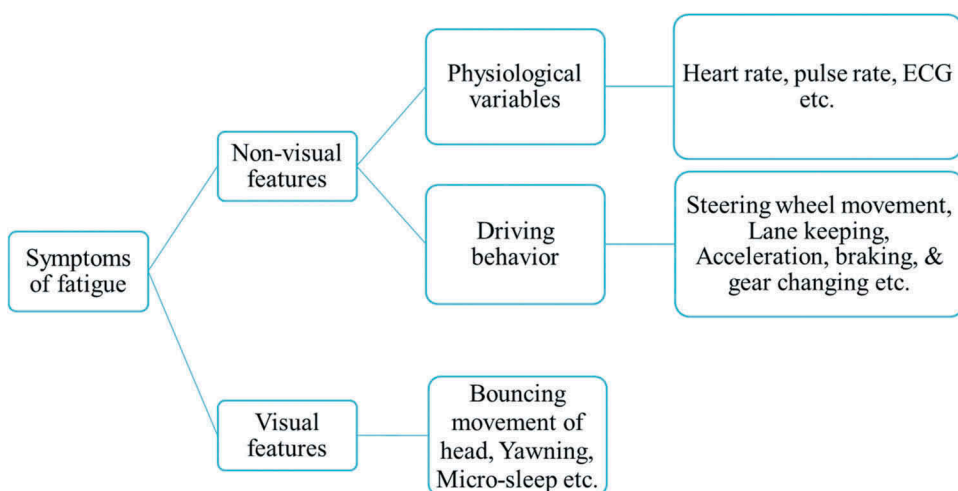 Symptoms
of fatigue
Non-visual
features
Physiological
variables
Heart rate, pulse rate, ECG
etc.
Driving
behavior
Steering wheel movement,
Lane keeping,
Acceleration, braking, &
gear changing etc.
Visual
features
Bouncing
movement of
head, Yawning,
Micro-sleep etc.